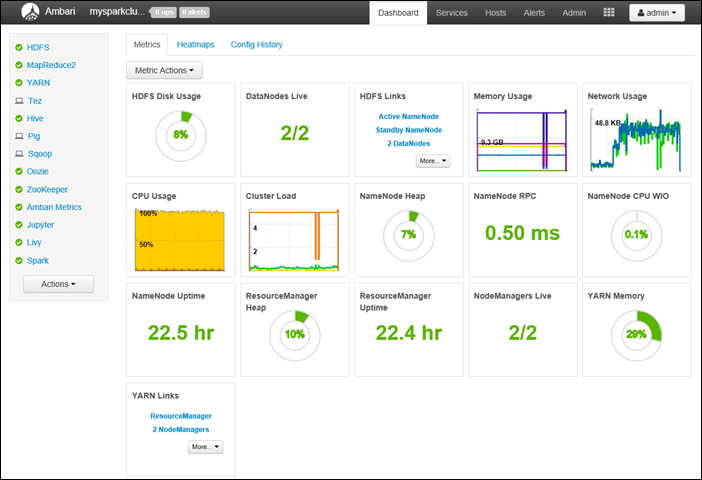 Ambari mysparkclu... 0 ops 0 alerts Dashboard Services Hosts Alerts Admin admin
HDFS
MapReduce2
YARN
Tez
Hive
Pig
Sqoop
Oozie
ZooKeeper
Ambari Metrics
Jupyter
Livy
Spark
Actions
Metrics Heatmaps Config History
Metric Actions
HDFS Disk Usage
8%
DataNodes Live
2/2
HDFS Links
Active NameNode
Standby NameNode
2 DataNodes
More...
Memory Usage
9.3 GB
Network Usage
48.8 KB
CPU Usage
100%
50%
Cluster Load
4
2
NameNode Heap
7%
NameNode RPC
0.50 ms
NameNode CPU WIO
0.1%
NameNode Uptime
22.5 hr
ResourceManager
Heap
10%
ResourceManager
Uptime
22.4 hr
NodeManagers Live
2/2
YARN Memory
29%
YARN Links
ResourceManager
2 NodeManagers
More...